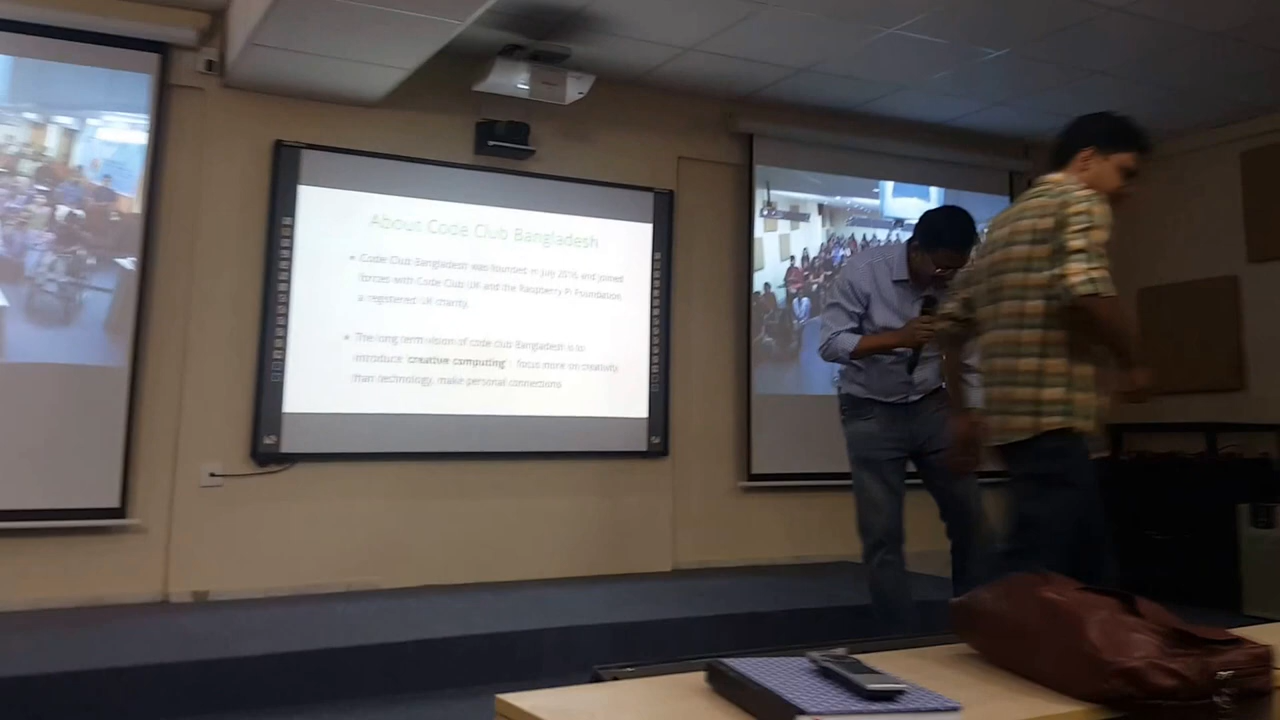 About Code Club Bangladesh
Code Club Bangladesh was founded in July 2016 and joined
forces with Code Club UK and the Raspberry Pi Foundation,
a registered UK charity.
The long term vision of code club Bangladesh is to
introduce 'creative computing' : focus more on creativity
than technology, make personal connections